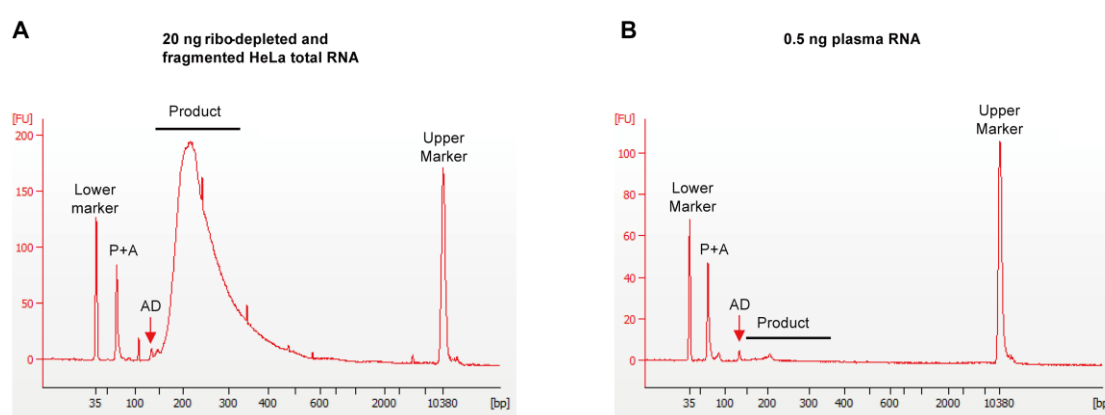 A
20 ng ribo-depleted and
fragmented HeLa total RNA
[FU]
200
150
100
50
0
Lower
marker
P+A
AD
Product
Upper
Marker
35 100 200 300 400 600 2000 10380 [bp]
B
0.5 ng plasma RNA
[FU]
100
80
60
40
20
0
Lower
Marker
P+A
AD
Product
Upper
Marker
35 100 200 300 400 600 2000 10380 [bp]